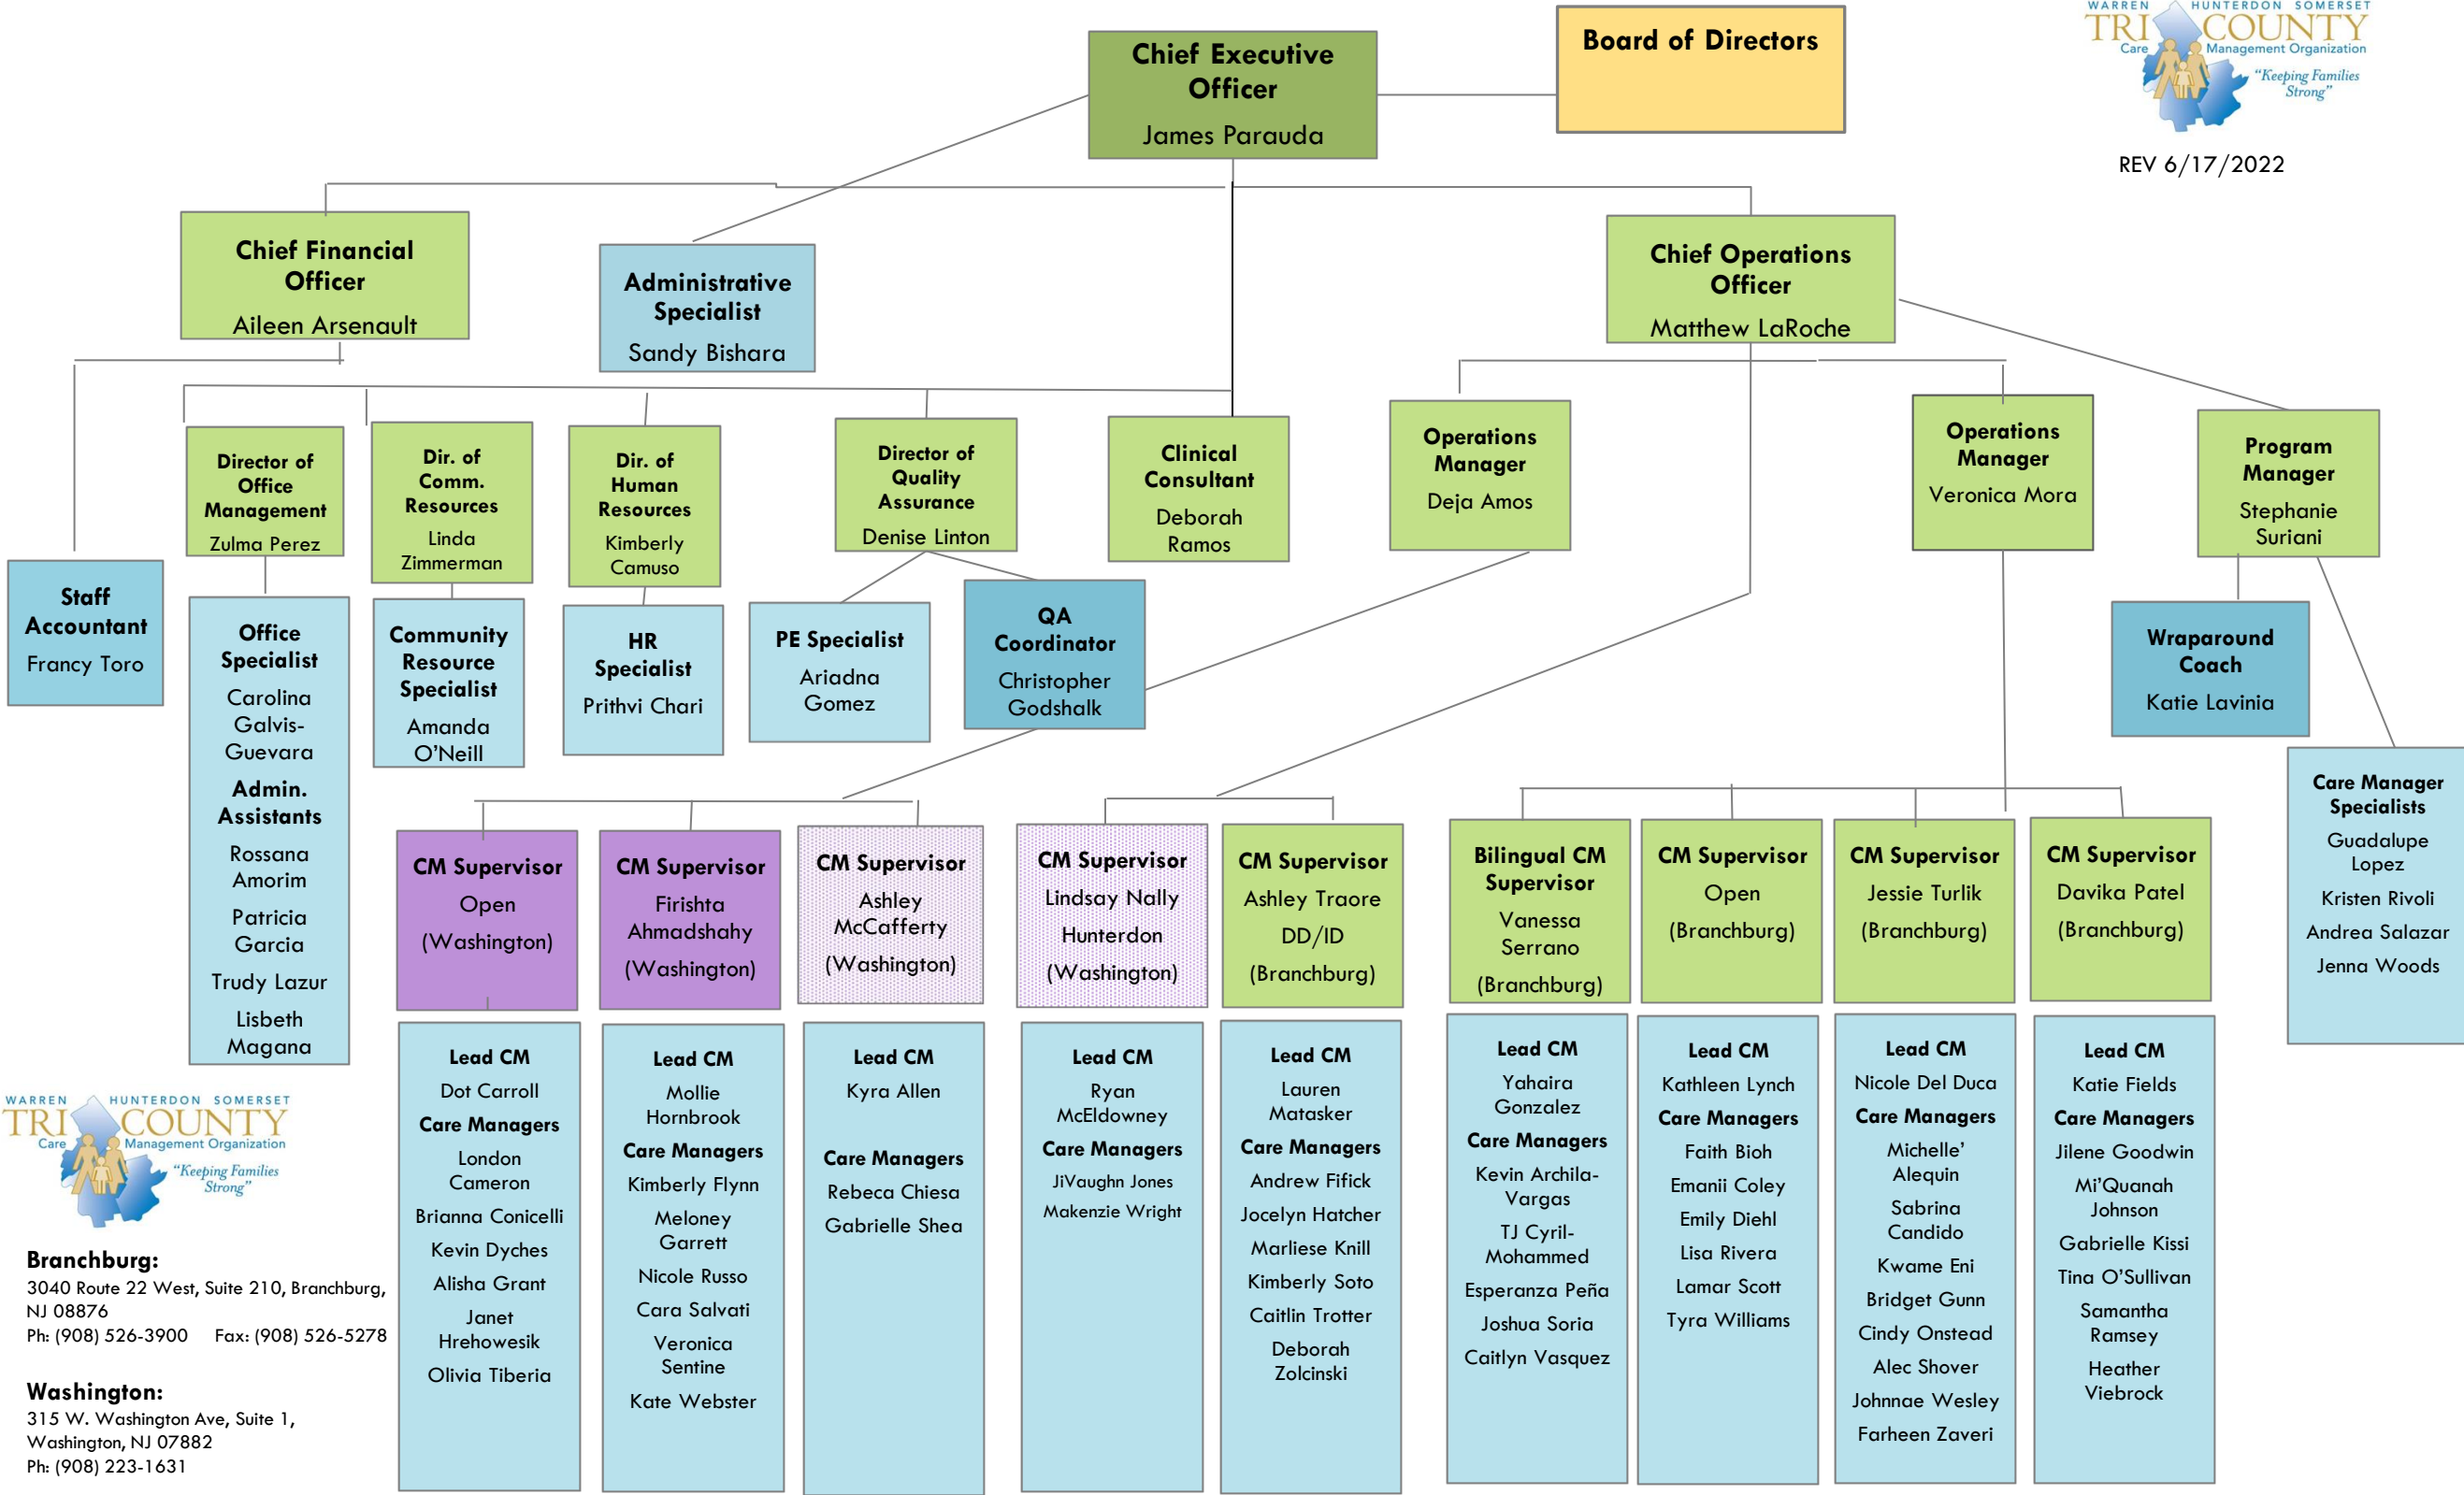 WARREN HUNTERDON SOMERSET
TRI COUNTY
Care Management Organization
"Keeping Families
Strong"
REV 6/17/2022
Board of Directors
Chief Executive
Officer
James Parauda
Chief Financial
Officer
Aileen Arsenault
Administrative
Specialist
Sandy Bishara
Chief Operations
Officer
Matthew LaRoche
Director of
Office
Management
Zulma Perez
Dir. of
Comm.
Resources
Linda
Zimmerman
Dir. of
Human
Resources
Kimberly
Camuso
Director of
Quality
Assurance
Denise Linton
Clinical
Consultant
Deborah
Ramos
Operations
Manager
Deja Amos
Operations
Manager
Veronica Mora
Program
Manager
Stephanie
Suriani
Staff
Accountant
Francy Toro
Office
Specialist
Carolina
Galvis-
Guevara
Admin.
Assistants
Rossana
Amorim
Patricia
Garcia
Trudy Lazur
Lisbeth
Magana
Community
Resource
Specialist
Amanda
O'Neill
HR
Specialist
Prithvi Chari
PE Specialist
Ariadna
Gomez
QA
Coordinator
Christopher
Godshalk
Wraparound
Coach
Katie Lavinia
Care Manager
Specialists
Guadalupe
Lopez
Kristen Rivoli
Andrea Salazar
Jenna Woods
CM Supervisor
Open
(Washington)
CM Supervisor
Firishta
Ahmadshahy
(Washington)
CM Supervisor
Ashley
McCafferty
(Washington)
CM Supervisor
Lindsay Nally
Hunterdon
(Washington)
CM Supervisor
Ashley Traore
DD/ID
(Branchburg)
Bilingual CM
Supervisor
Vanessa
Serrano
(Branchburg)
CM Supervisor
Open
(Branchburg)
CM Supervisor
Jessie Turlik
(Branchburg)
CM Supervisor
Davika Patel
(Branchburg)
Lead CM
Dot Carroll
Care Managers
London
Cameron
Brianna Conicelli
Kevin Dyches
Alisha Grant
Janet
Hrehowesik
Olivia Tiberia
Lead CM
Mollie
Hornbrook
Care Managers
Kimberly Flynn
Meloney
Garrett
Nicole Russo
Cara Salvati
Veronica
Sentine
Kate Webster
Lead CM
Kyra Allen
Care Managers
Rebeca Chiesa
Gabrielle Shea
Lead CM
Ryan
McEldowney
Care Managers
JiVaughn Jones
Makenzie Wright
Lead CM
Lauren
Matasker
Care Managers
Andrew Fifick
Jocelyn Hatcher
Marliese Knill
Kimberly Soto
Caitlin Trotter
Deborah
Zolcinski
Lead CM
Yahaira
Gonzalez
Care Managers
Kevin Archila-
Vargas
TJ Cyril-
Mohammed
Esperanza Peña
Joshua Soria
Caitlyn Vasquez
Lead CM
Kathleen Lynch
Care Managers
Faith Bioh
Emanii Coley
Emily Diehl
Lisa Rivera
Lamar Scott
Tyra Williams
Lead CM
Nicole Del Duca
Care Managers
Michelle'
Alequin
Sabrina
Candido
Kwame Eni
Bridget Gunn
Cindy Onstead
Alec Shover
Johnnae Wesley
Farheen Zaveri
Lead CM
Katie Fields
Care Managers
Jilene Goodwin
Mi'Quanah
Johnson
Gabrielle Kissi
Tina O'Sullivan
Samantha
Ramsey
Heather
Viebrock
WARREN HUNTERDON SOMERSET
TRI COUNTY
Care Management Organization
"Keeping Families
Strong"
Branchburg:
3040 Route 22 West, Suite 210, Branchburg,
NJ 08876
Ph: (908) 526-3900 Fax: (908) 526-5278
Washington:
315 W. Washington Ave, Suite 1,
Washington, NJ 07882
Ph: (908) 223-1631